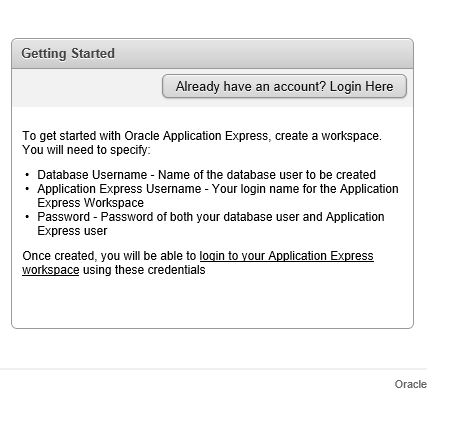 Getting Started
Already have an account? Login Here
To get started with Oracle Application Express, create a workspace.
You will need to specify:
• Database Username - Name of the database user to be created
• Application Express Username - Your login name for the Application
Express Workspace
• Password - Password of both your database user and Application
Express user
Once created, you will be able to login to your Application Express
workspace using these credentials
Oracle